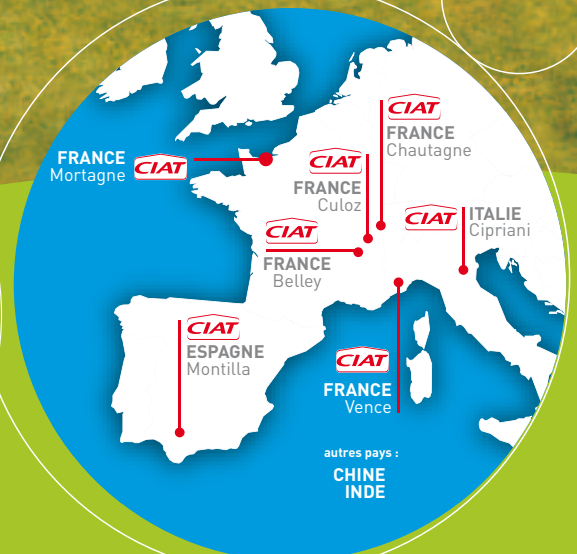 CIAT
FRANCE
Chautagne
FRANCE
Mortagne
CIAT
CIAT
FRANCE
Culoz
CIAT
ITALIE
Cipriani
CIAT
FRANCE
Belley
CIAT
ESPAGNE
Montilla
CIAT
FRANCE
Vence
autres pays :
CHINE
INDE